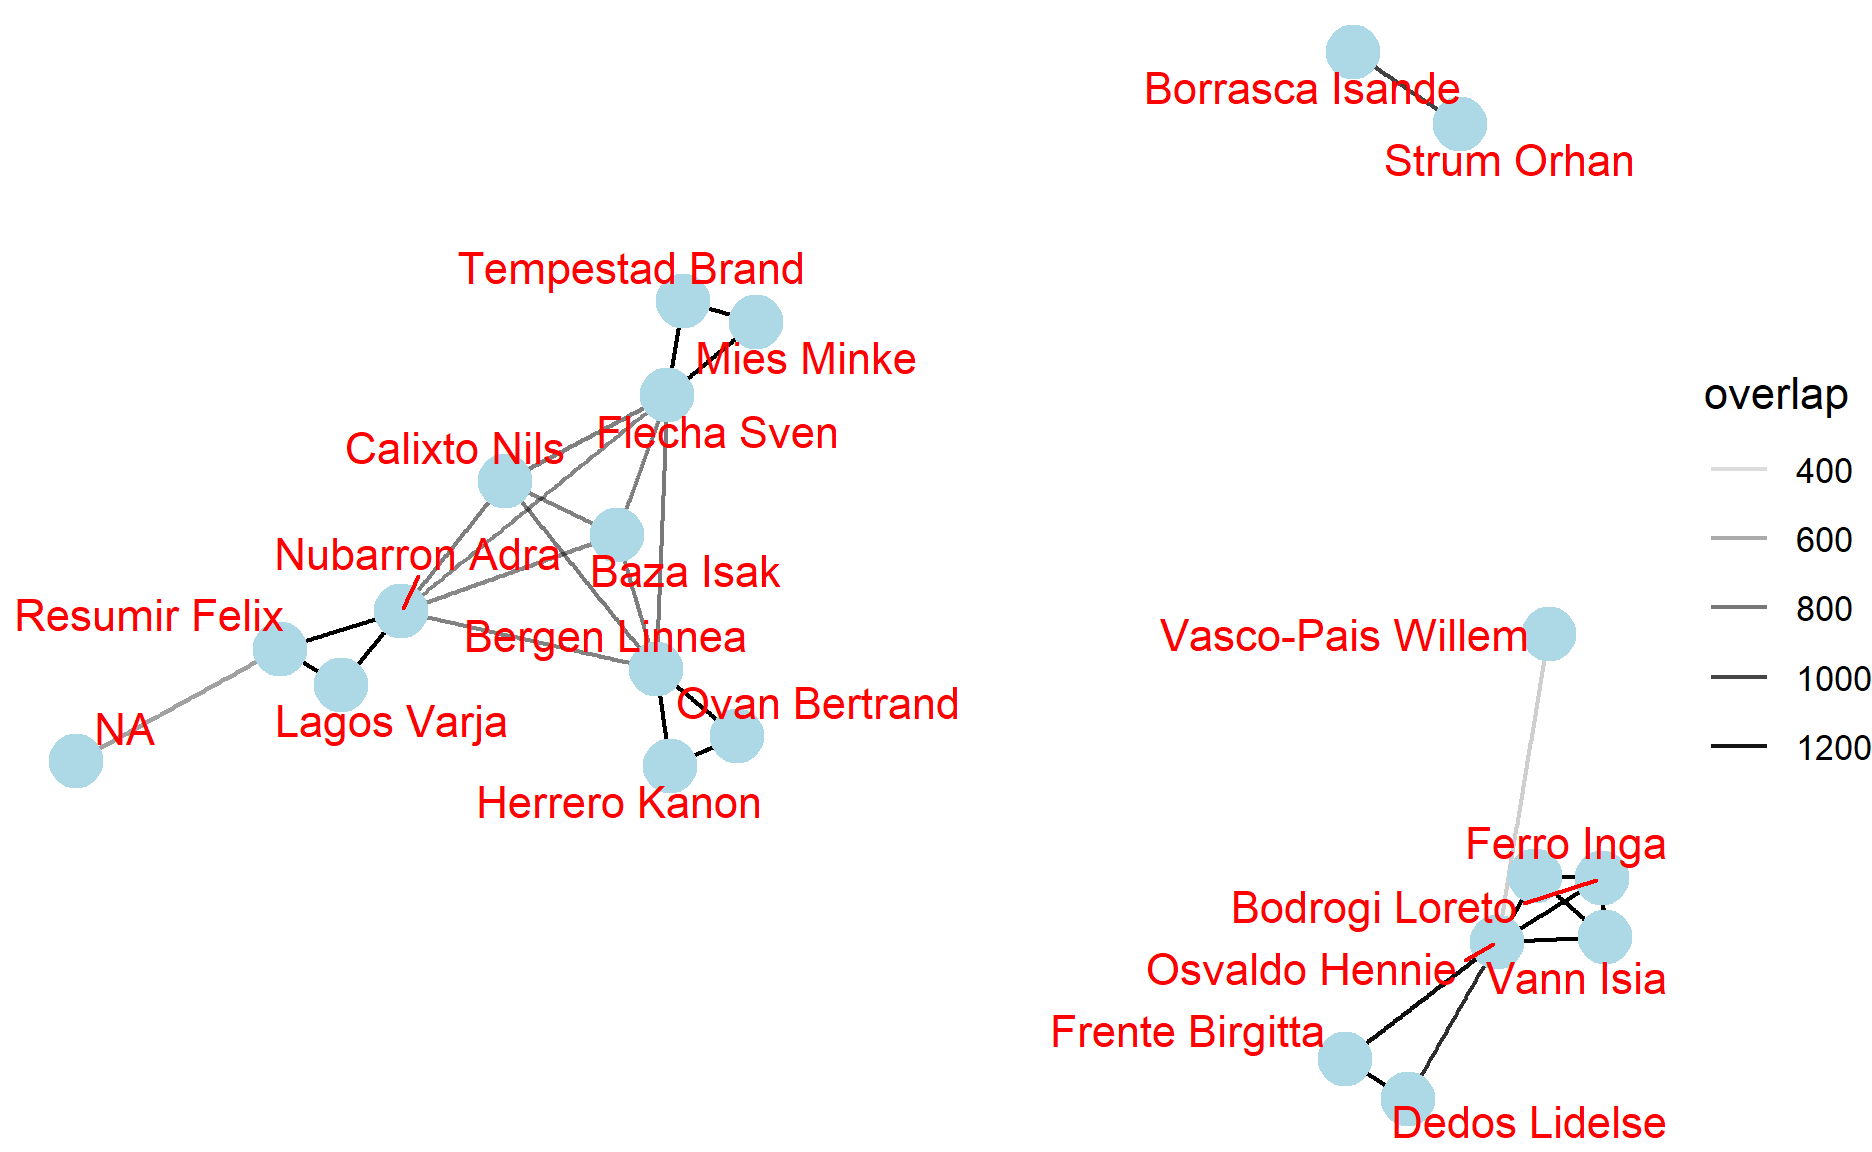 Borrasca Isande
Strum Orhan
Tempestad Brand
Mies Minke
Flecha Sven
Calixto Nils
Nubarron Adra
Baza Isak
Resumir Felix
Bergen Linnea
Ovan Bertrand
NA
Lagos Varja
Herrero Kanon
overlap
400
600
800
1000
1200
Vasco-Pais Willem
Ferro Inga
Bodrogi Loreto
Osvaldo Hennie
Vann Isia
Frente Birgitta
Dedos Lidelse